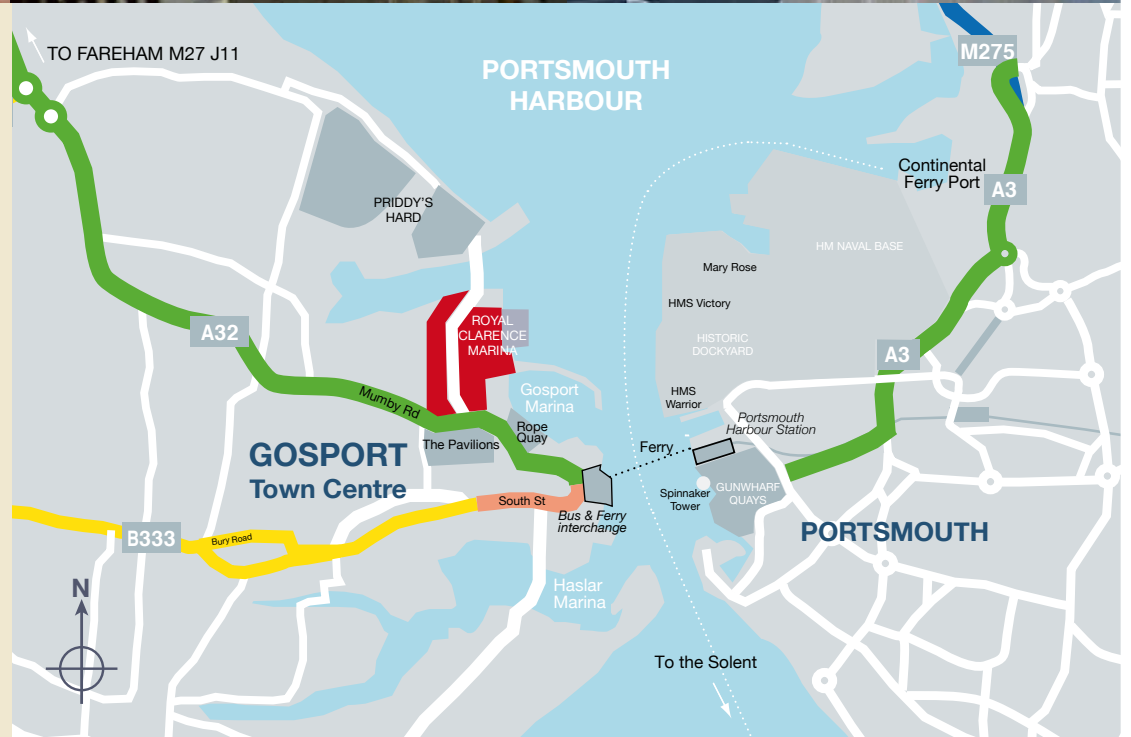 TO FAREHAM M27 J11
PORTSMOUTH
HARBOUR
M275
Continental
Ferry Port
A3
PRIDDY'S
HARD
HM NAVAL BASE
Mary Rose
HMS Victory
ROYAL
CLARENCE
MARINA
HISTORIC
DOCKYARD
A32
A3
Mumby Rd
Gosport
Marina
HMS
Warrior
Portsmouth
Harbour Station
Rope
Quay
The Pavilions
Ferry
GOSPORT
Town Centre
GUNWHARF
QUAYS
Spinnaker
Tower
South St
Bus & Ferry
interchange
PORTSMOUTH
B333
Bury Road
Haslar
Marina
N
To the Solent